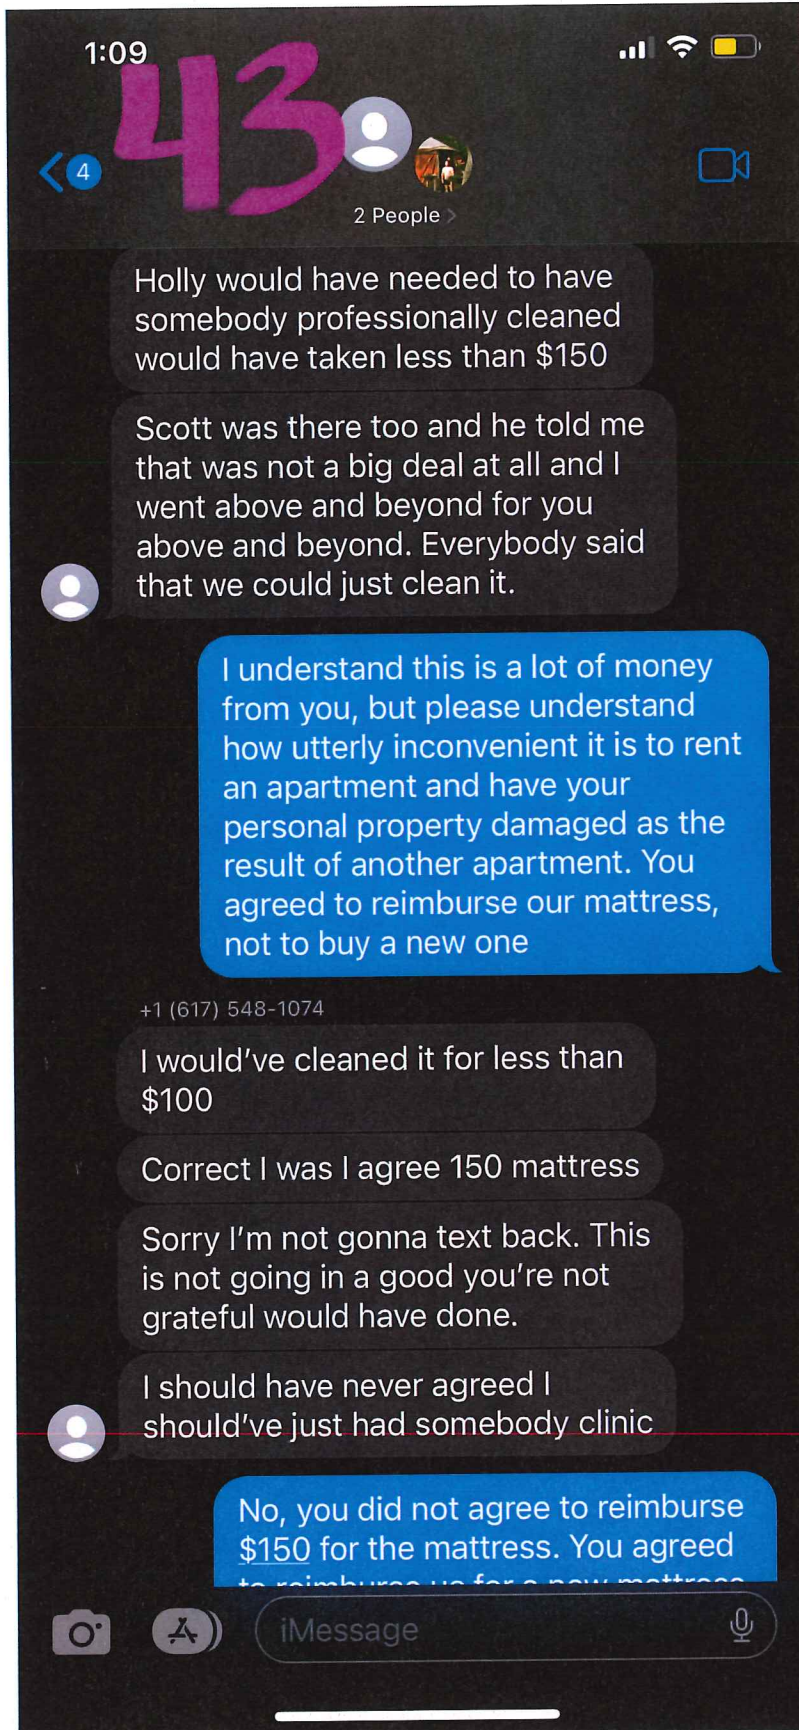 1:09
43
4
2 People >
Holly would have needed to have
somebody professionally cleaned
would have taken less than $150
Scott was there too and he told me
that was not a big deal at all and I
went above and beyond for you
above and beyond. Everybody said
that we could just clean it.
I understand this is a lot of money
from you, but please understand
how utterly inconvenient it is to rent
an apartment and have your
personal property damaged as the
result of another apartment. You
agreed to reimburse our mattress,
not to buy a new one
+1 (617) 548-1074
I would've cleaned it for less than
$100
Correct I was I agree 150 mattress
Sorry I'm not gonna text back. This
is not going in a good you're not
grateful would have done.
I should have never agreed I
should've just had somebody clinic
No, you did not agree to reimburse
$150 for the mattress. You agreed
to reimburse us for a new mattress
iMessage